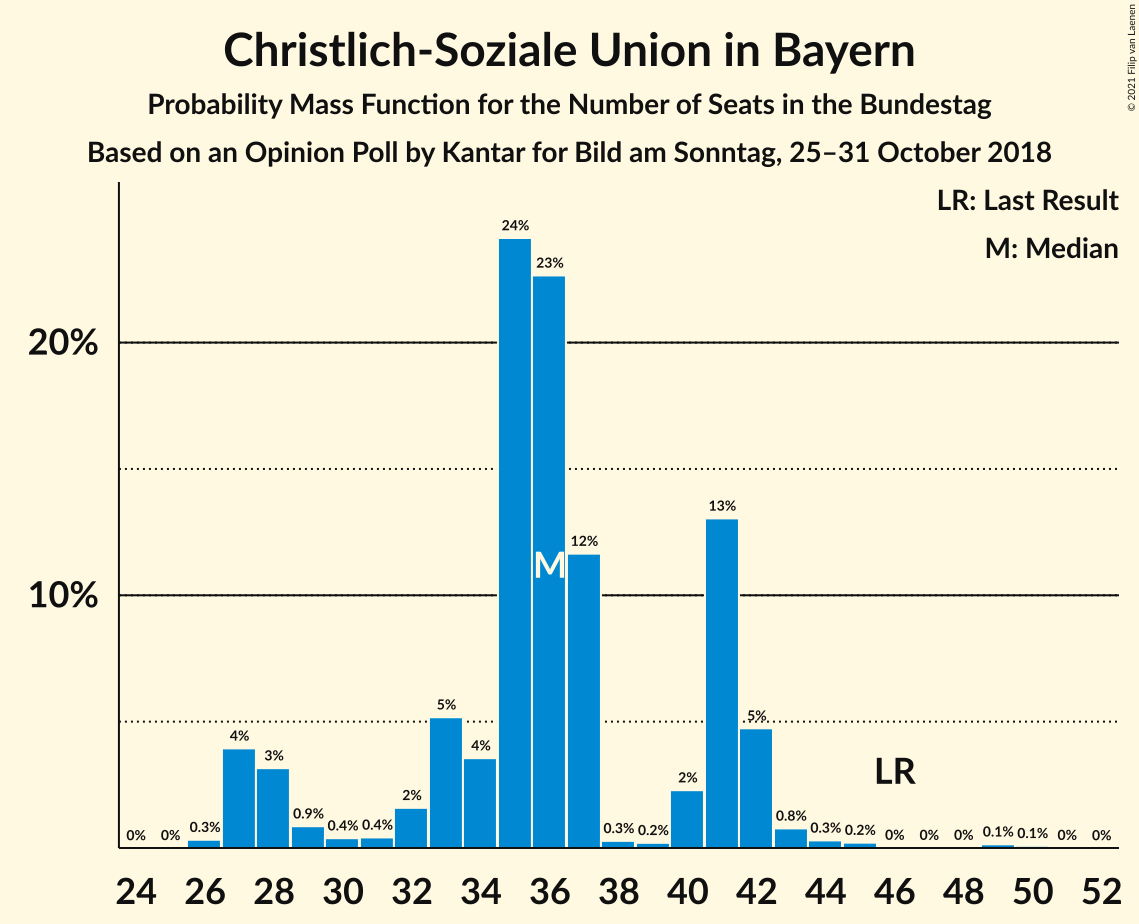 Christlich-Soziale Union in Bayern
Probability Mass Function for the Number of Seats in the Bundestag
Based on an Opinion Poll by Kantar for Bild am Sonntag, 25–31 October 2018
© 2021 Filip van Laenen
LR: Last Result
M: Median
20%
10%
0% 0% 0.3% 4% 3% 0.9% 0.4% 0.4% 2% 5% 4% 24% 23% 12% 0.3% 0.2% 2% 13% 5% 0.8% 0.3% 0.2% 0% 0% 0% 0.1% 0.1% 0% 0%
M
LR
24 26 28 30 32 34 36 38 40 42 44 46 48 50 52